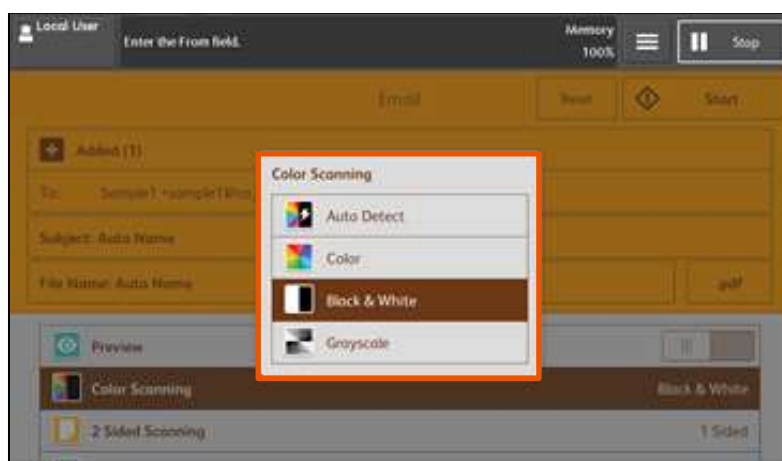 Local User
Enter the From field.
Memory
100%
Stop
Email
Reset
Start
Added (1)
To: Sample1
Subject: Auto Name
File Name: Auto Name
.pdf
Color Scanning
Auto Detect
Color
Black & White
Grayscale
Preview
Color Scanning
Black & White
2 Sided Scanning
1 Sided